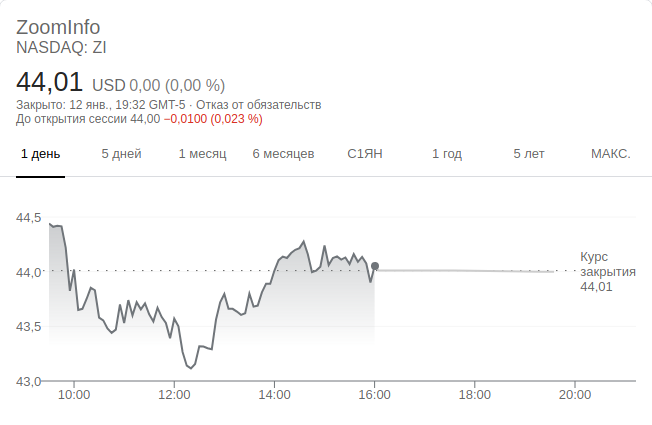 ZoomInfo
NASDAQ: ZI
44,01 USD 0,00 (0,00 %)
Закрыто: 12 янв., 19:32 GMT-5 · Отказ от обязательств
До открытия сессии 44,00 −0,0100 (0,023 %)
1 день 5 дней 1 месяц 6 месяцев С1ЯН 1 год 5 лет МАКС.
44,5
44,0
43,5
43,0
Курс
закрытия
44,01
10:00 12:00 14:00 16:00 18:00 20:00